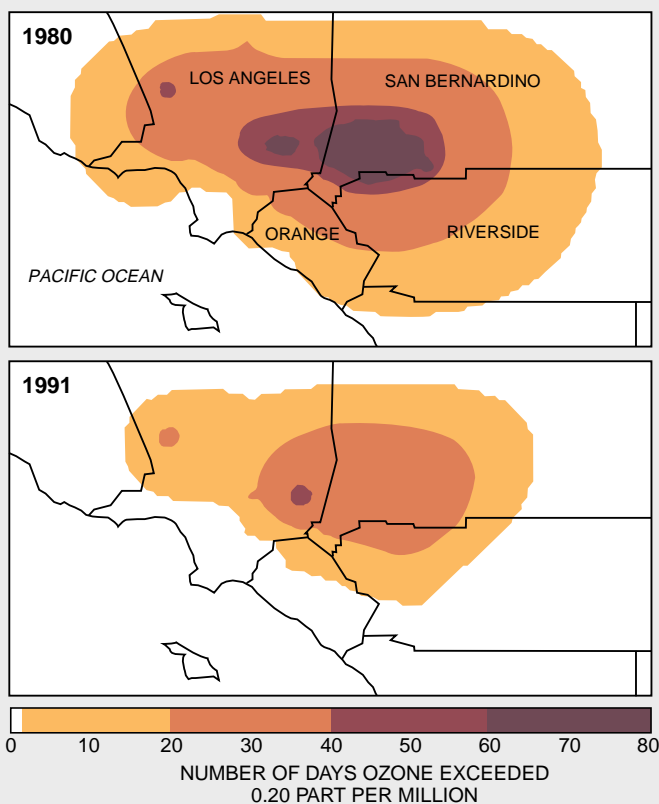 1980
LOS ANGELES
SAN BERNARDINO
ORANGE
RIVERSIDE
PACIFIC OCEAN
1991
0 10 20 30 40 50 60 70 80
NUMBER OF DAYS OZONE EXCEEDED
0.20 PART PER MILLION